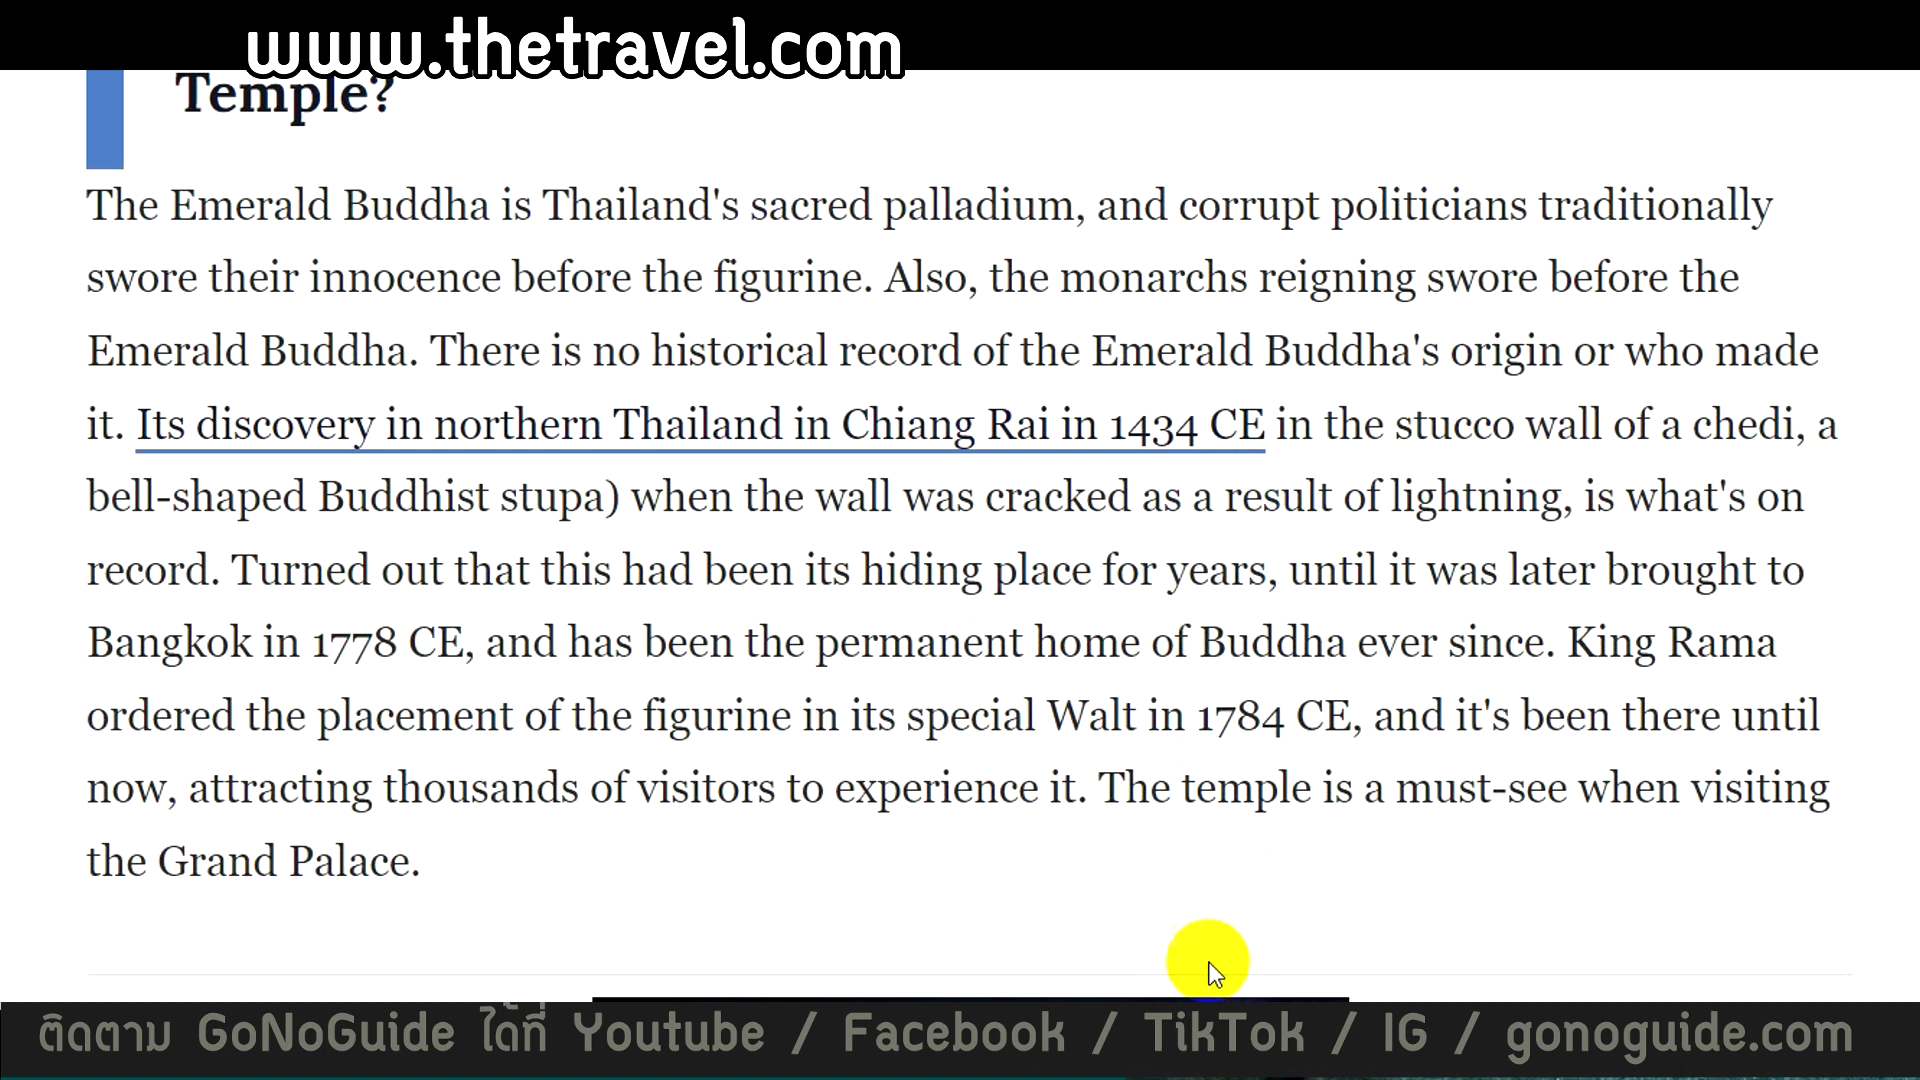 www.thetravel.com
Temple?
The Emerald Buddha is Thailand's sacred palladium, and corrupt politicians traditionally
swore their innocence before the figurine. Also, the monarchs reigning swore before the
Emerald Buddha. There is no historical record of the Emerald Buddha's origin or who made
it. Its discovery in northern Thailand in Chiang Rai in 1434 CE in the stucco wall of a chedi, a
bell-shaped Buddhist stupa) when the wall was cracked as a result of lightning, is what's on
record. Turned out that this had been its hiding place for years, until it was later brought to
Bangkok in 1778 CE, and has been the permanent home of Buddha ever since. King Rama
ordered the placement of the figurine in its special Walt in 1784 CE, and it's been there until
now, attracting thousands of visitors to experience it. The temple is a must-see when visiting
the Grand Palace.
ติดตาม GoNoGuide ได้ที่ Youtube / Facebook / TikTok / IG / gonoguide.com